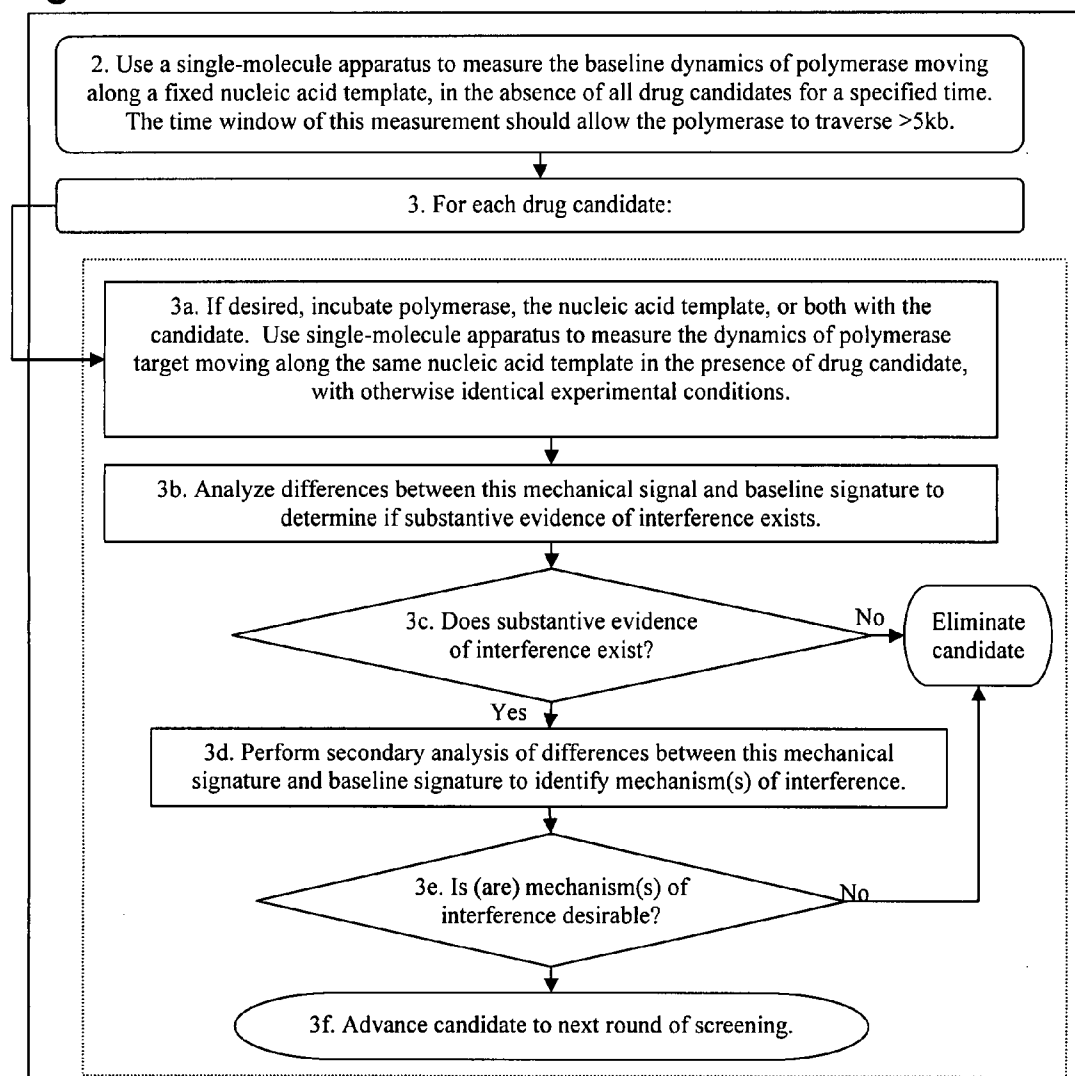 2. Use a single-molecule apparatus to measure the baseline dynamics of polymerase moving
along a fixed nucleic acid template, in the absence of all drug candidates for a specified time.
The time window of this measurement should allow the polymerase to traverse >5kb.
3. For each drug candidate:
3a. If desired, incubate polymerase, the nucleic acid template, or both with the
candidate. Use single-molecule apparatus to measure the dynamics of polymerase
target moving along the same nucleic acid template in the presence of drug candidate,
with otherwise identical experimental conditions.
3b. Analyze differences between this mechanical signal and baseline signature to
determine if substantive evidence of interference exists.
3c. Does substantive evidence
of interference exist?
No
Eliminate
candidate
Yes
3d. Perform secondary analysis of differences between this mechanical
signature and baseline signature to identify mechanism(s) of interference.
3e. Is (are) mechanism(s) of
interference desirable?
No
3f. Advance candidate to next round of screening.